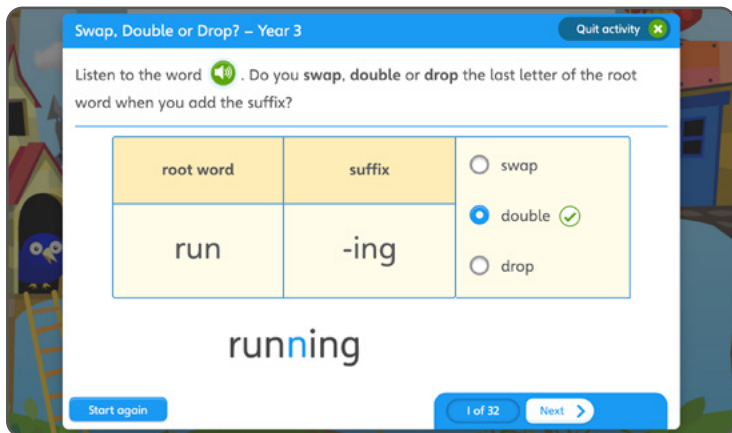 Swap, Double or Drop? – Year 3
Quit activity
Listen to the word . Do you swap, double or drop the last letter of the root
word when you add the suffix?
root word
suffix
swap
double
run
-ing
drop
running
Start again
1 of 32
Next